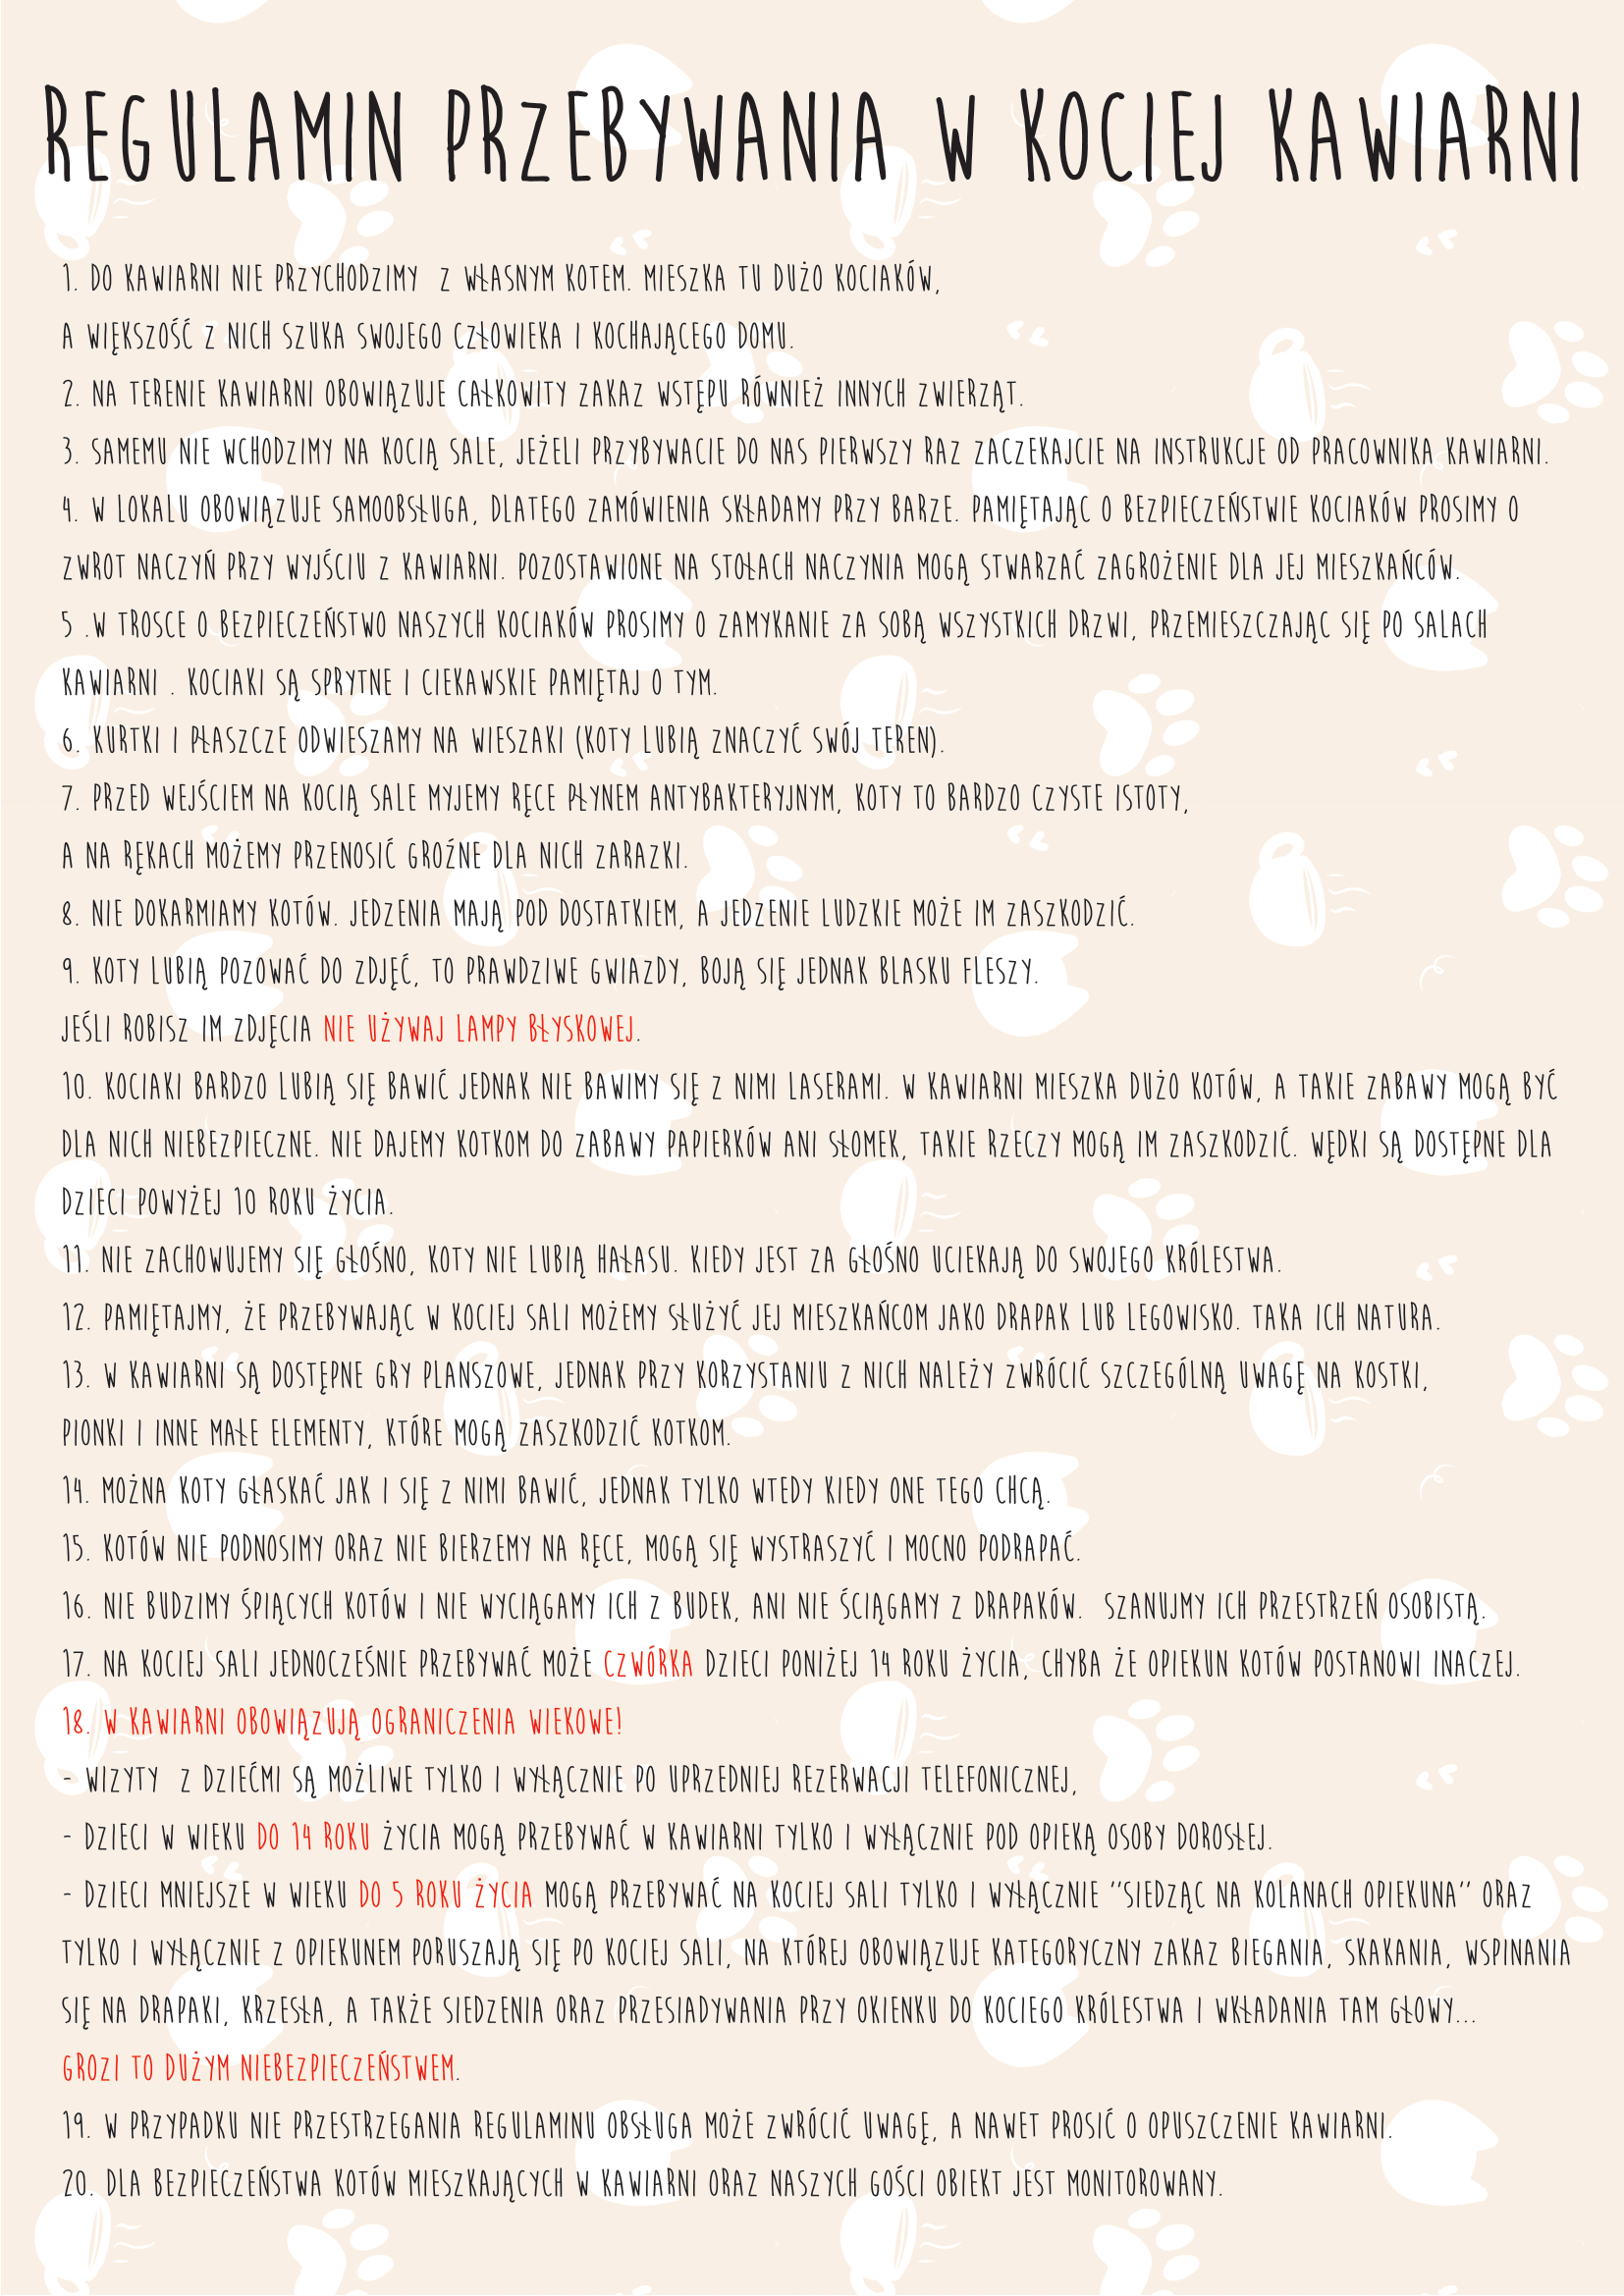 REGULAMIN PRZEBYWANIA W KOCIEJ KAWIARNI
1. DO KAWIARNI NIE PRZYCHODZIMY Z WŁASNYM KOTEM. MIESZKA TU DUŻO KOCIAKÓW,
A WIĘKSZOŚĆ Z NICH SZUKA SWOJEGO CZŁOWIEKA I KOCHAJĄCEGO DOMU.
2. NA TERENIE KAWIARNI OBOWIĄZUJE CAŁKOWITY ZAKAZ WSTĘPU RÓWNIEŻ INNYCH ZWIERZĄT.
3. SAMEMU NIE WCHODZIMY NA KOCIĄ SALE, JEŻELI PRZYBYWACIE DO NAS PIERWSZY RAZ ZACZEKAJCIE NA INSTRUKCJE OD PRACOWNIKA KAWIARNI.
4. W LOKALU OBOWIĄZUJE SAMOOBSŁUGA, DLATEGO ZAMÓWIENIA SKŁADAMY PRZY BARZE. PAMIĘTAJĄC O BEZPIECZEŃSTWIE KOCIAKÓW PROSIMY O
ZWROT NACZYŃ PRZY WYJŚCIU Z KAWIARNI. POZOSTAWIONE NA STOŁACH NACZYNIA MOGĄ STWARZAĆ ZAGROŻENIE DLA JEJ MIESZKAŃCÓW.
5 .W TROSCE O BEZPIECZEŃSTWO NASZYCH KOCIAKÓW PROSIMY O ZAMYKANIE ZA SOBĄ WSZYSTKICH DRZWI, PRZEMIESZCZAJĄC SIĘ PO SALACH
KAWIARNI . KOCIAKI SĄ SPRYTNE I CIEKAWSKIE PAMIĘTAJ O TYM.
6. KURTKI I PŁASZCZE ODWIESZAMY NA WIESZAKI (KOTY LUBIĄ ZNACZYĆ SWÓJ TEREN).
7. PRZED WEJŚCIEM NA KOCIĄ SALE MYJEMY RĘCE PŁYNEM ANTYBAKTERYJNYM, KOTY TO BARDZO CZYSTE ISTOTY,
A NA RĘKACH MOŻEMY PRZENOSIĆ GROŹNE DLA NICH ZARAZKI.
8. NIE DOKARMIAMY KOTÓW. JEDZENIA MAJĄ POD DOSTATKIEM, A JEDZENIE LUDZKIE MOŻE IM ZASZKODZIĆ.
9. KOTY LUBIĄ POZOWAĆ DO ZDJĘĆ, TO PRAWDZIWE GWIAZDY, BOJĄ SIĘ JEDNAK BLASKU FLESZY.
JEŚLI ROBISZ IM ZDJĘCIA NIE UŻYWAJ LAMPY BŁYSKOWEJ.
10. KOCIAKI BARDZO LUBIĄ SIĘ BAWIĆ JEDNAK NIE BAWIMY SIĘ Z NIMI LASERAMI. W KAWIARNI MIESZKA DUŻO KOTÓW, A TAKIE ZABAWY MOGĄ BYĆ
DLA NICH NIEBEZPIECZNE. NIE DAJEMY KOTKOM DO ZABAWY PAPIERKÓW ANI SŁOMEK, TAKIE RZECZY MOGĄ IM ZASZKODZIĆ. WĘDKI SĄ DOSTĘPNE DLA
DZIECI POWYŻEJ 10 ROKU ŻYCIA.
11. NIE ZACHOWUJEMY SIĘ GŁOŚNO, KOTY NIE LUBIĄ HAŁASU. KIEDY JEST ZA GŁOŚNO UCIEKAJĄ DO SWOJEGO KRÓLESTWA.
12. PAMIĘTAJMY, ŻE PRZEBYWAJĄC W KOCIEJ SALI MOŻEMY SŁUŻYĆ JEJ MIESZKAŃCOM JAKO DRAPAK LUB LEGOWISKO. TAKA ICH NATURA.
13. W KAWIARNI SĄ DOSTĘPNE GRY PLANSZOWE, JEDNAK PRZY KORZYSTANIU Z NICH NALEŻY ZWRÓCIĆ SZCZEGÓLNĄ UWAGĘ NA KOSTKI,
PIONKI I INNE MAŁE ELEMENTY, KTÓRE MOGĄ ZASZKODZIĆ KOTKOM.
14. MOŻNA KOTY GŁASKAĆ JAK I SIĘ Z NIMI BAWIĆ, JEDNAK TYLKO WTEDY KIEDY ONE TEGO CHCĄ.
15. KOTÓW NIE PODNOSIMY ORAZ NIE BIERZEMY NA RĘCE, MOGĄ SIĘ WYSTRASZYĆ I MOCNO PODRAPAĆ.
16. NIE BUDZIMY ŚPIĄCYCH KOTÓW I NIE WYCIĄGAMY ICH Z BUDEK, ANI NIE ŚCIĄGAMY Z DRAPAKÓW. SZANUJMY ICH PRZESTRZEŃ OSOBISTĄ.
17. NA KOCIEJ SALI JEDNOCZEŚNIE PRZEBYWAĆ MOŻE CZWÓRKA DZIECI PONIŻEJ 14 ROKU ŻYCIA, CHYBA ŻE OPIEKUN KOTÓW POSTANOWI INACZEJ.
18. W KAWIARNI OBOWIĄZUJĄ OGRANICZENIA WIEKOWE!
- WIZYTY Z DZIEĆMI SĄ MOŻLIWE TYLKO I WYŁĄCZNIE PO UPRZEDNIEJ REZERWACJI TELEFONICZNEJ,
- DZIECI W WIEKU DO 14 ROKU ŻYCIA MOGĄ PRZEBYWAĆ W KAWIARNI TYLKO I WYŁĄCZNIE POD OPIEKĄ OSOBY DOROSŁEJ.
- DZIECI MNIEJSZE W WIEKU DO 5 ROKU ŻYCIA MOGĄ PRZEBYWAĆ NA KOCIEJ SALI TYLKO I WYŁĄCZNIE "SIEDZĄC NA KOLANACH OPIEKUNA" ORAZ
TYLKO I WYŁĄCZNIE Z OPIEKUNEM PORUSZAJĄ SIĘ PO KOCIEJ SALI, NA KTÓREJ OBOWIĄZUJE KATEGORYCZNY ZAKAZ BIEGANIA, SKAKANIA, WSPINANIA
SIĘ NA DRAPAKI, KRZESŁA, A TAKŻE SIEDZENIA ORAZ PRZESIADYWANIA PRZY OKIENKU DO KOCIEGO KRÓLESTWA I WKŁADANIA TAM GŁOWY...
GROZI TO DUŻYM NIEBEZPIECZEŃSTWEM.
19. W PRZYPADKU NIE PRZESTRZEGANIA REGULAMINU OBSŁUGA MOŻE ZWRÓCIĆ UWAGĘ, A NAWET PROSIĆ O OPUSZCZENIE KAWIARNI.
20. DLA BEZPIECZEŃSTWA KOTÓW MIESZKAJĄCYCH W KAWIARNI ORAZ NASZYCH GOŚCI OBIEKT JEST MONITOROWANY.